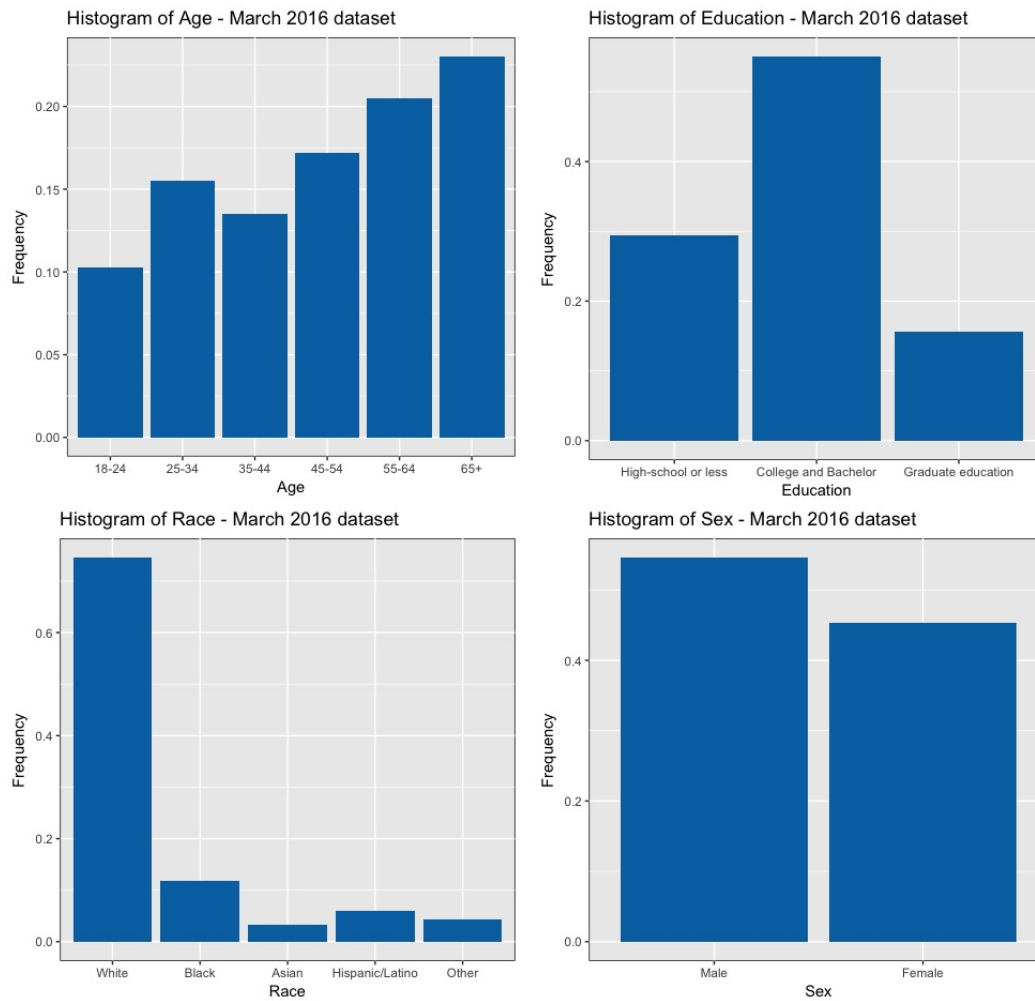 Histogram of Age - March 2016 dataset
0.20
0.15
0.10
0.05
0.00
Frequency
18-24 25-34 35-44 45-54 55-64 65+
Age
Histogram of Education - March 2016 dataset
0.4
0.2
0.0
Frequency
High-school or less College and Bachelor Graduate education
Education
Histogram of Race - March 2016 dataset
0.6
0.4
0.2
0.0
Frequency
White Black Asian Hispanic/Latino Other
Race
Histogram of Sex - March 2016 dataset
0.4
0.2
0.0
Frequency
Male Female
Sex